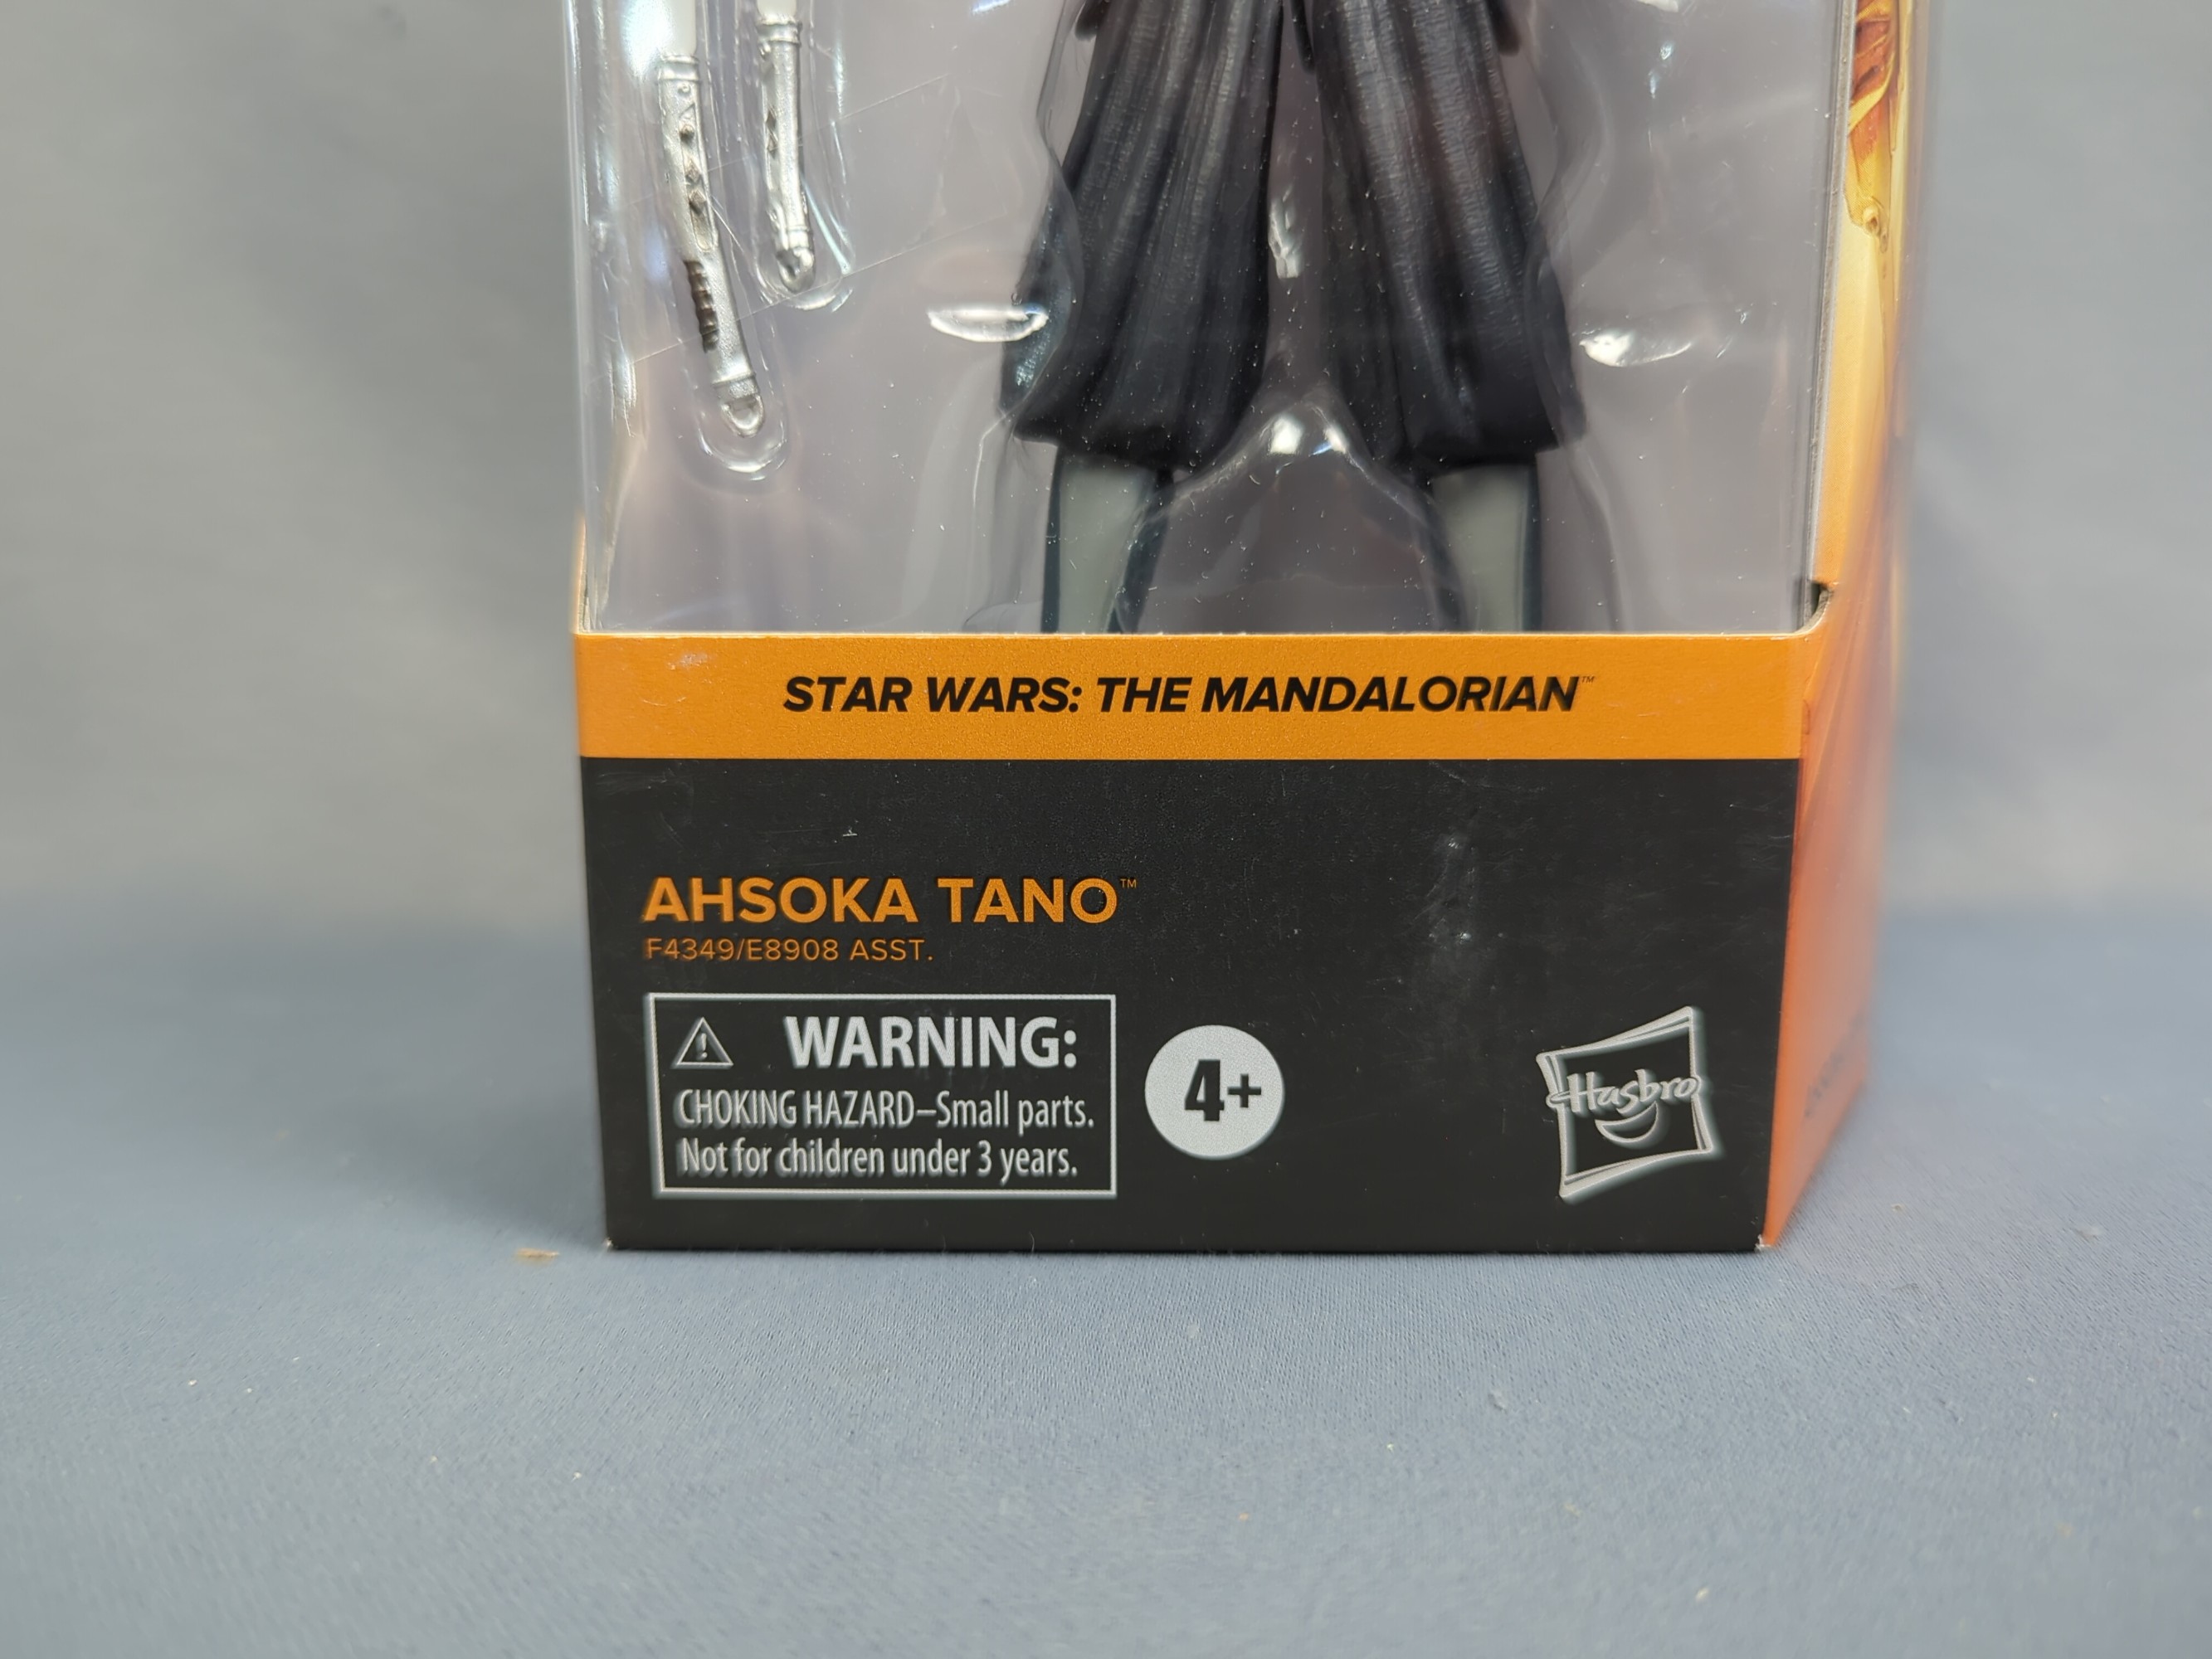 STAR WARS: THE MANDALORIAN™
AHSOKA TANO™
F4349/E8908 ASST.
⚠ WARNING:
CHOKING HAZARD–Small parts.
Not for children under 3 years.
4+
Hasbro